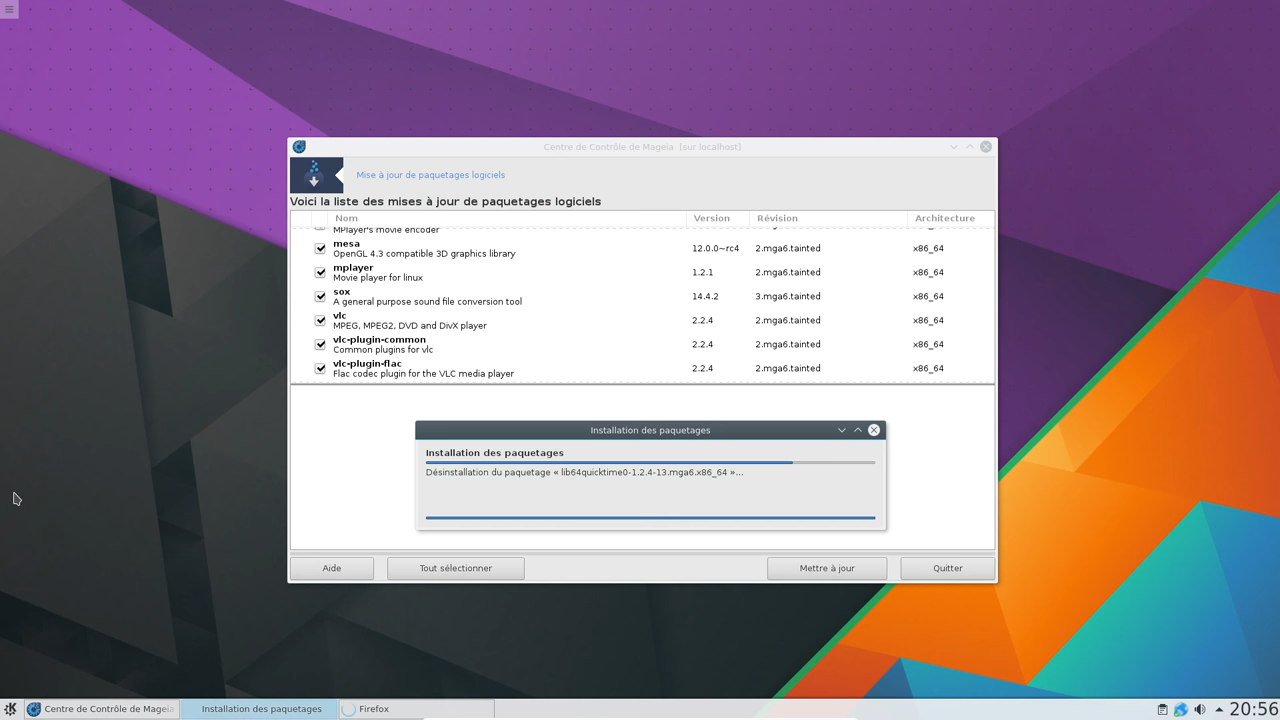 Centre de Contrôle de Mageia [sur localhost]
Mise à jour de paquetages logiciels
Voici la liste des mises à jour de paquetages logiciels
Nom Version Révision Architecture
MPlayer's movie encoder
mesa
OpenGL 4.3 compatible 3D graphics library 12.0.0~rc4 2.mga6.tainted x86_64
mplayer
Movie player for linux 1.2.1 2.mga6.tainted x86_64
sox
A general purpose sound file conversion tool 14.4.2 3.mga6.tainted x86_64
vlc
MPEG, MPEG2, DVD and DivX player 2.2.4 2.mga6.tainted x86_64
vlc-plugin-common
Common plugins for vlc 2.2.4 2.mga6.tainted x86_64
vlc-plugin-flac
Flac codec plugin for the VLC media player 2.2.4 2.mga6.tainted x86_64
Installation des paquetages
Installation des paquetages
Désinstallation du paquetage « lib64quicktime0-1.2.4-13.mga6.x86_64 »...
Aide Tout sélectionner Mettre à jour Quitter
Centre de Contrôle de Mageia Installation des paquetages Firefox 20:56